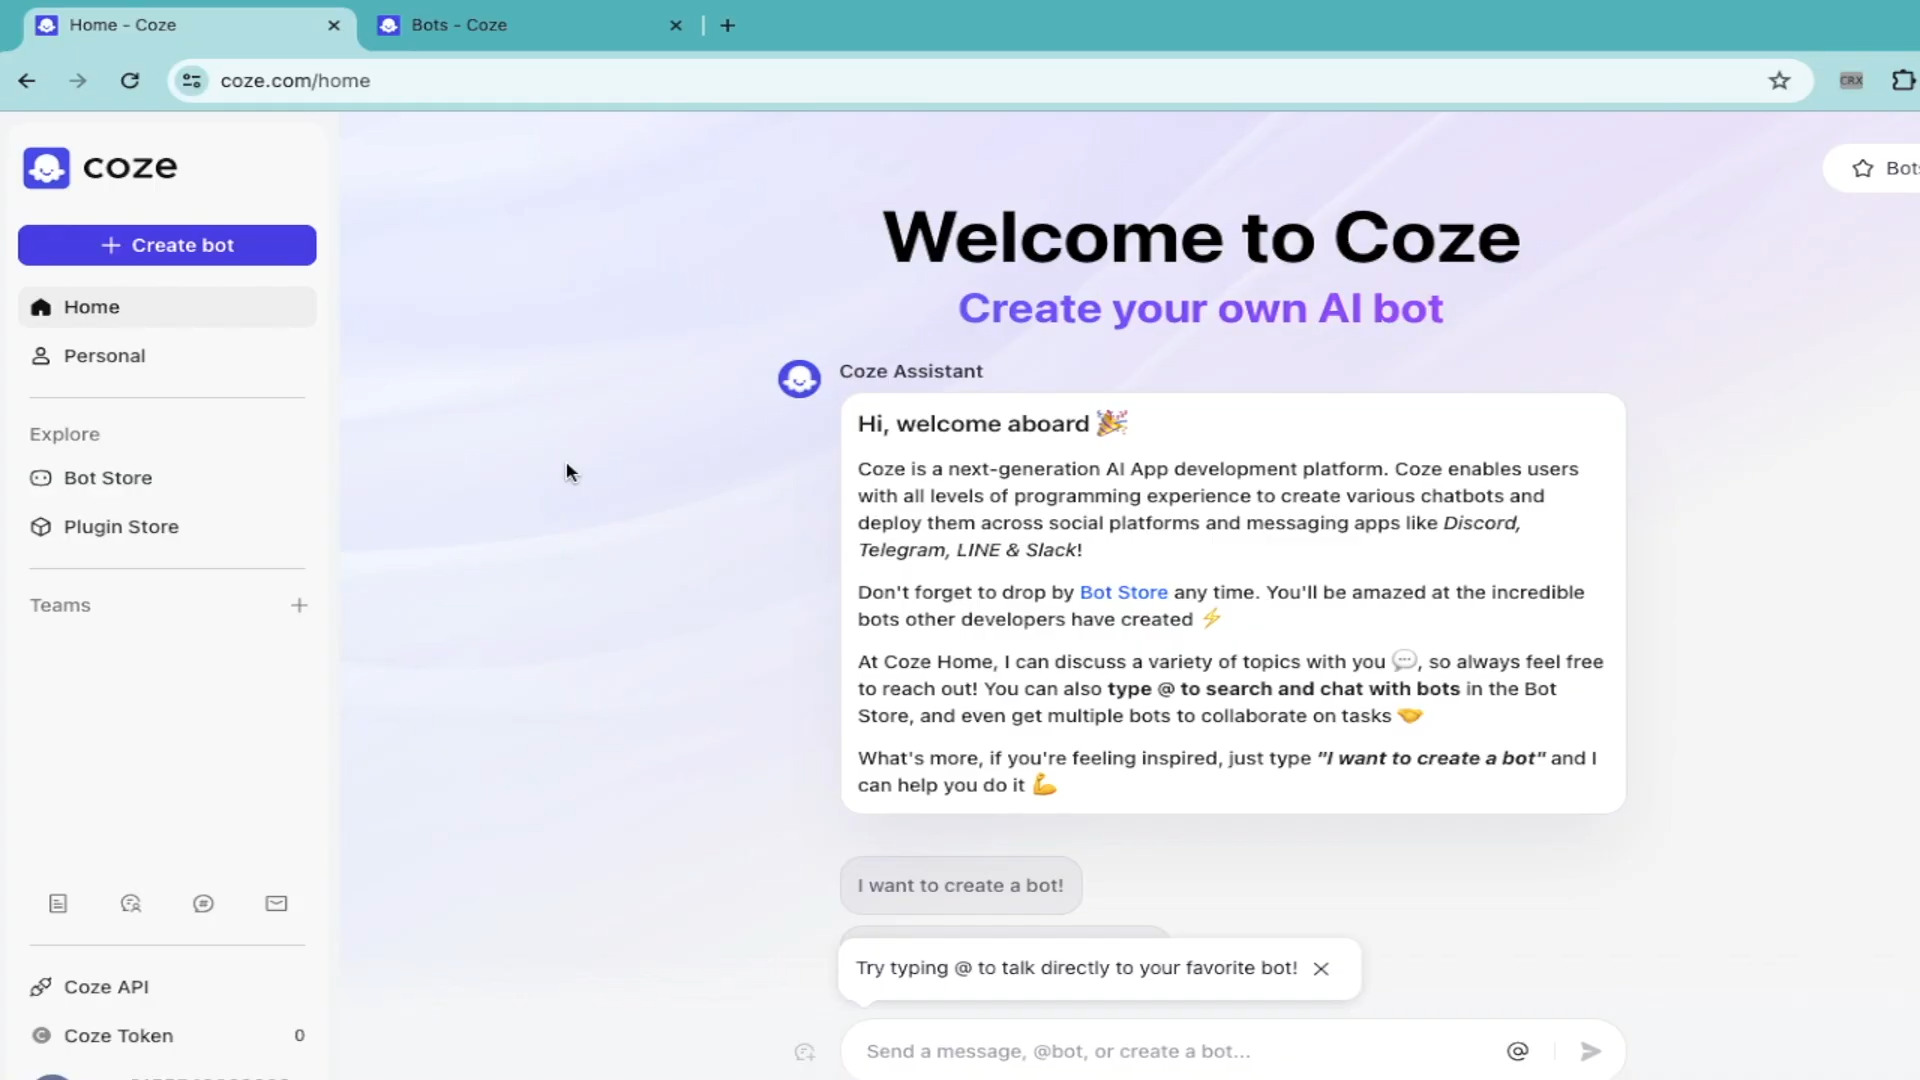 Home - Coze
Bots - Coze
coze.com/home
CRX
coze
Create bot
Home
Personal
Explore
Bot Store
Plugin Store
Teams
Coze API
Coze Token 0
Bots
Welcome to Coze
Create your own AI bot
Coze Assistant
Hi, welcome aboard 🎉
Coze is a next-generation AI App development platform. Coze enables users
with all levels of programming experience to create various chatbots and
deploy them across social platforms and messaging apps like Discord,
Telegram, LINE & Slack!
Don't forget to drop by Bot Store any time. You'll be amazed at the incredible
bots other developers have created ⚡
At Coze Home, I can discuss a variety of topics with you 💬, so always feel free
to reach out! You can also type @ to search and chat with bots in the Bot
Store, and even get multiple bots to collaborate on tasks 🤝
What's more, if you're feeling inspired, just type "I want to create a bot" and I
can help you do it 💪
I want to create a bot!
Try typing @ to talk directly to your favorite bot!
Send a message, @bot, or create a bot...
@